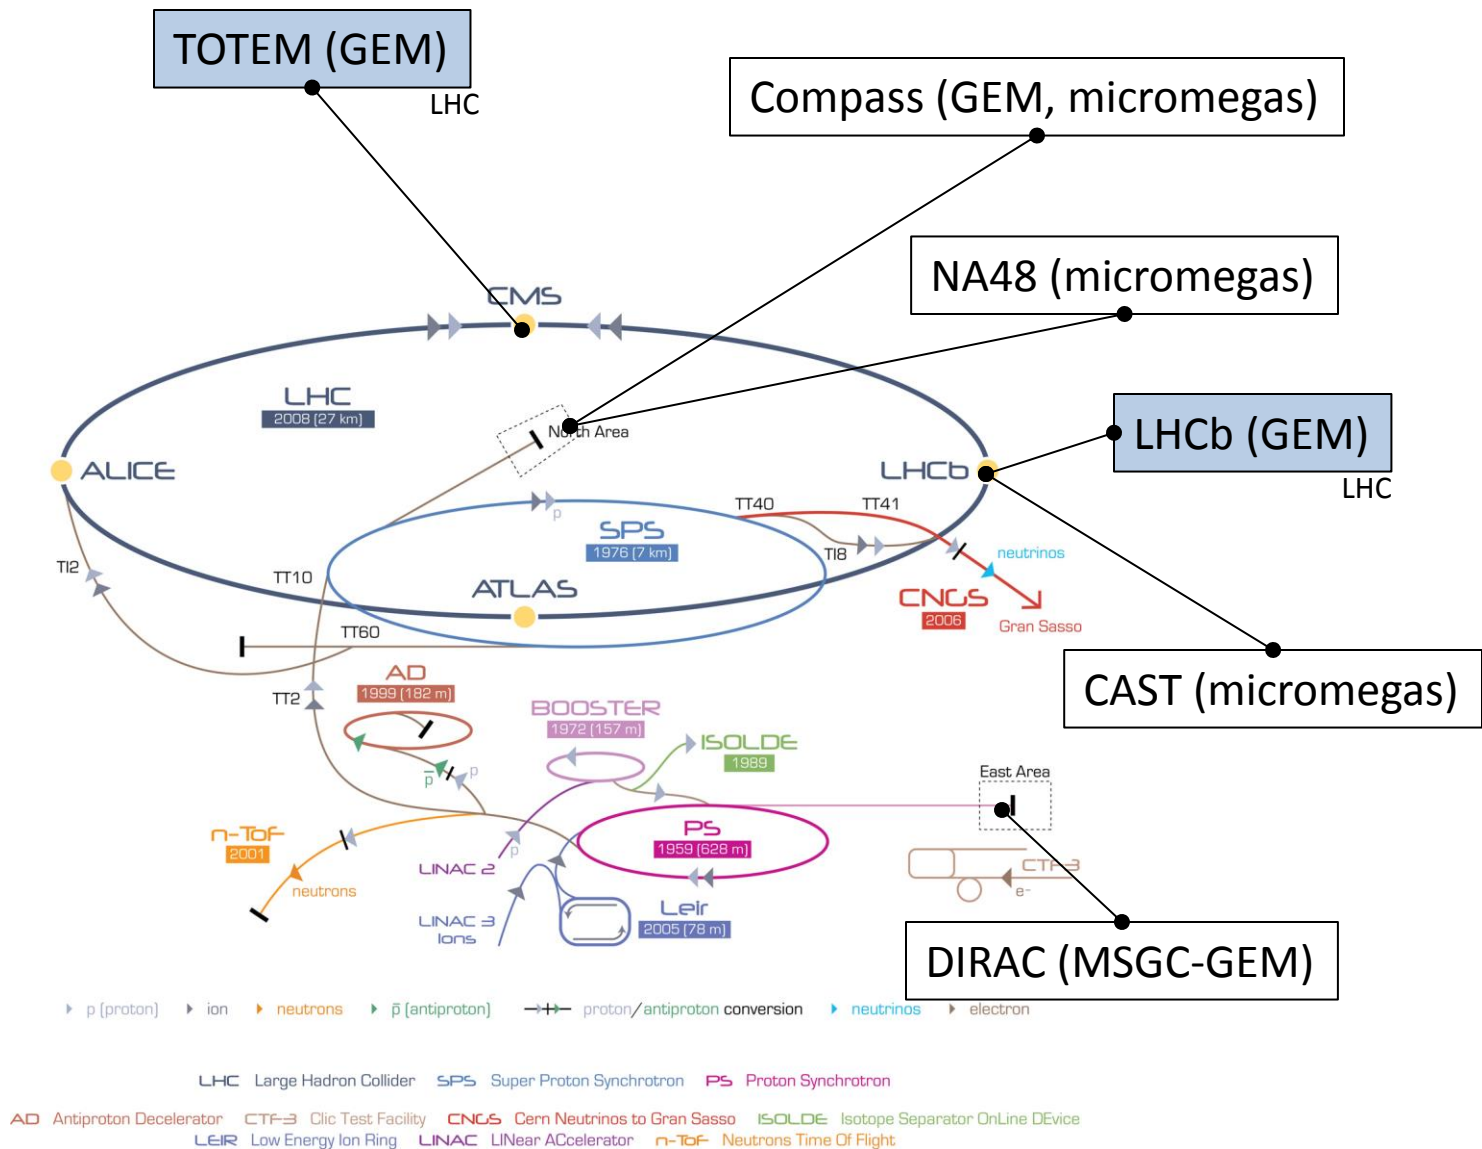 TOTEM (GEM)
LHC
Compass (GEM, micromegas)
NA48 (micromegas)
CMS
LHC
2008 (27 km)
North Area
LHCb (GEM)
LHC
ALICE
LHCb
TT40
TT41
p
SPS
1976 (7 km)
TI8
neutrinos
TI2
TT10
ATLAS
CNGS
2006
Gran Sasso
TT60
CAST (micromegas)
AD
1999 (182 m)
TT2
BOOSTER
1972 (157 m)
ISOLDE
1989
p̄
p
East Area
n-ToF
2001
PS
1959 (628 m)
p
LINAC 2
neutrons
CTF-3
e⁻
LINAC 3
Ions
Leir
2005 (78 m)
DIRAC (MSGC-GEM)
p (proton) ion neutrons p̄ (antiproton) proton/antiproton conversion neutrinos electron
LHC Large Hadron Collider SPS Super Proton Synchrotron PS Proton Synchrotron
AD Antiproton Decelerator CTF-3 Clic Test Facility CNGS Cern Neutrinos to Gran Sasso ISOLDE Isotope Separator OnLine DEvice
LEIR Low Energy Ion Ring LINAC LINear ACcelerator n-ToF Neutrons Time Of Flight